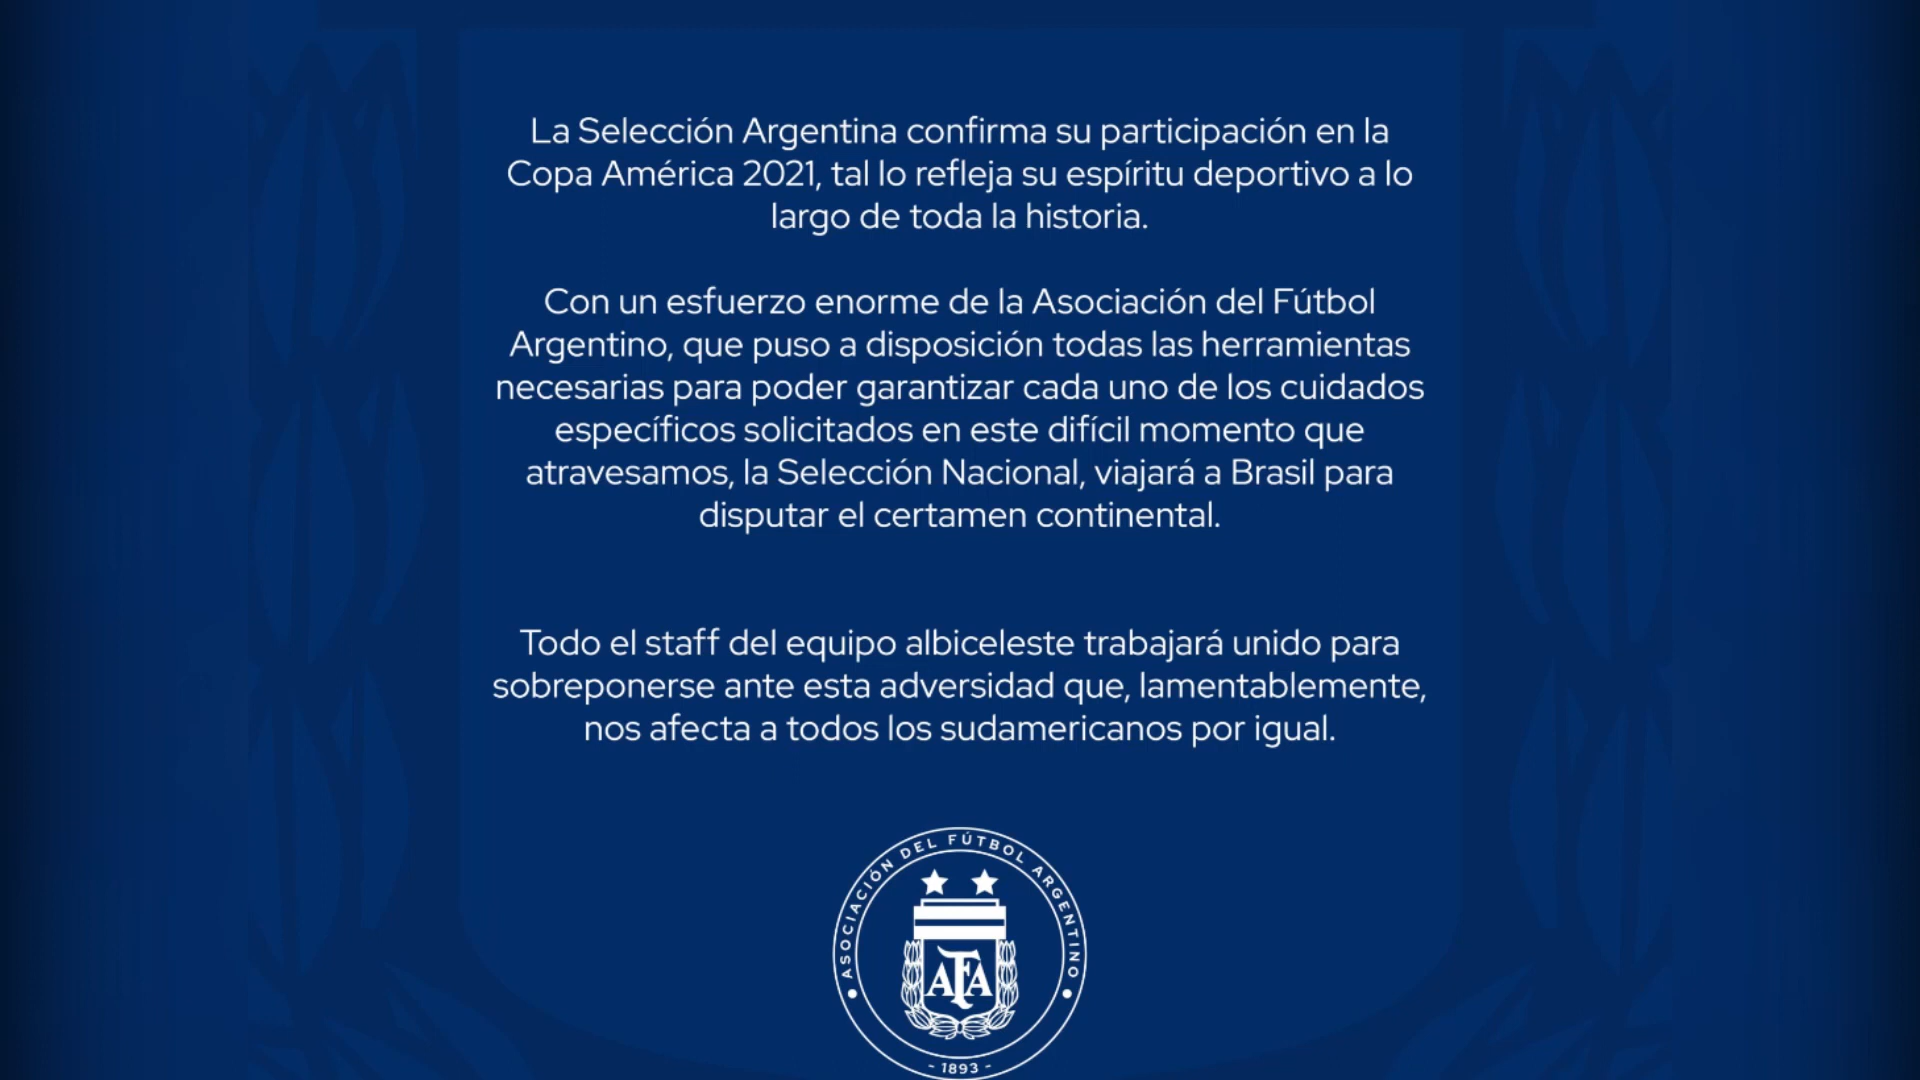 La Selección Argentina confirma su participación en la
Copa América 2021, tal lo refleja su espíritu deportivo a lo
largo de toda la historia.
Con un esfuerzo enorme de la Asociación del Fútbol
Argentino, que puso a disposición todas las herramientas
necesarias para poder garantizar cada uno de los cuidados
específicos solicitados en este difícil momento que
atravesamos, la Selección Nacional, viajará a Brasil para
disputar el certamen continental.
Todo el staff del equipo albiceleste trabajará unido para
sobreponerse ante esta adversidad que, lamentablemente,
nos afecta a todos los sudamericanos por igual.
ASOCIACIÓN DEL FÚTBOL ARGENTINO
AFA
- 1893 -